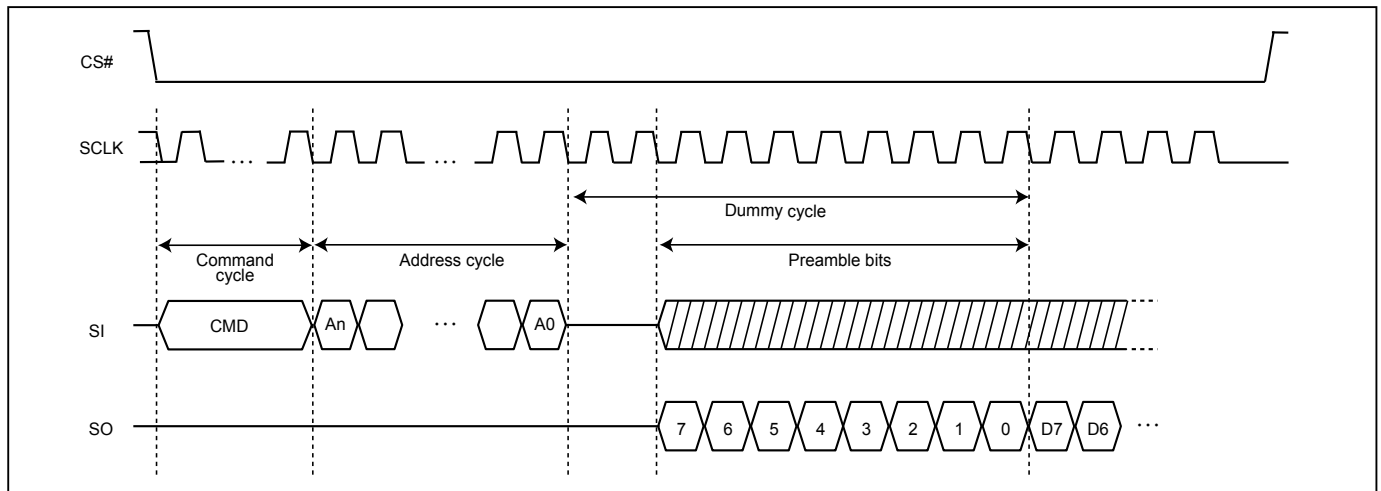 CS#
SCLK
...
...
Dummy cycle
Command
cycle
Address cycle
Preamble bits
SI
CMD
An
...
A0
SO
7 6 5 4 3 2 1 0 D7 D6 ...